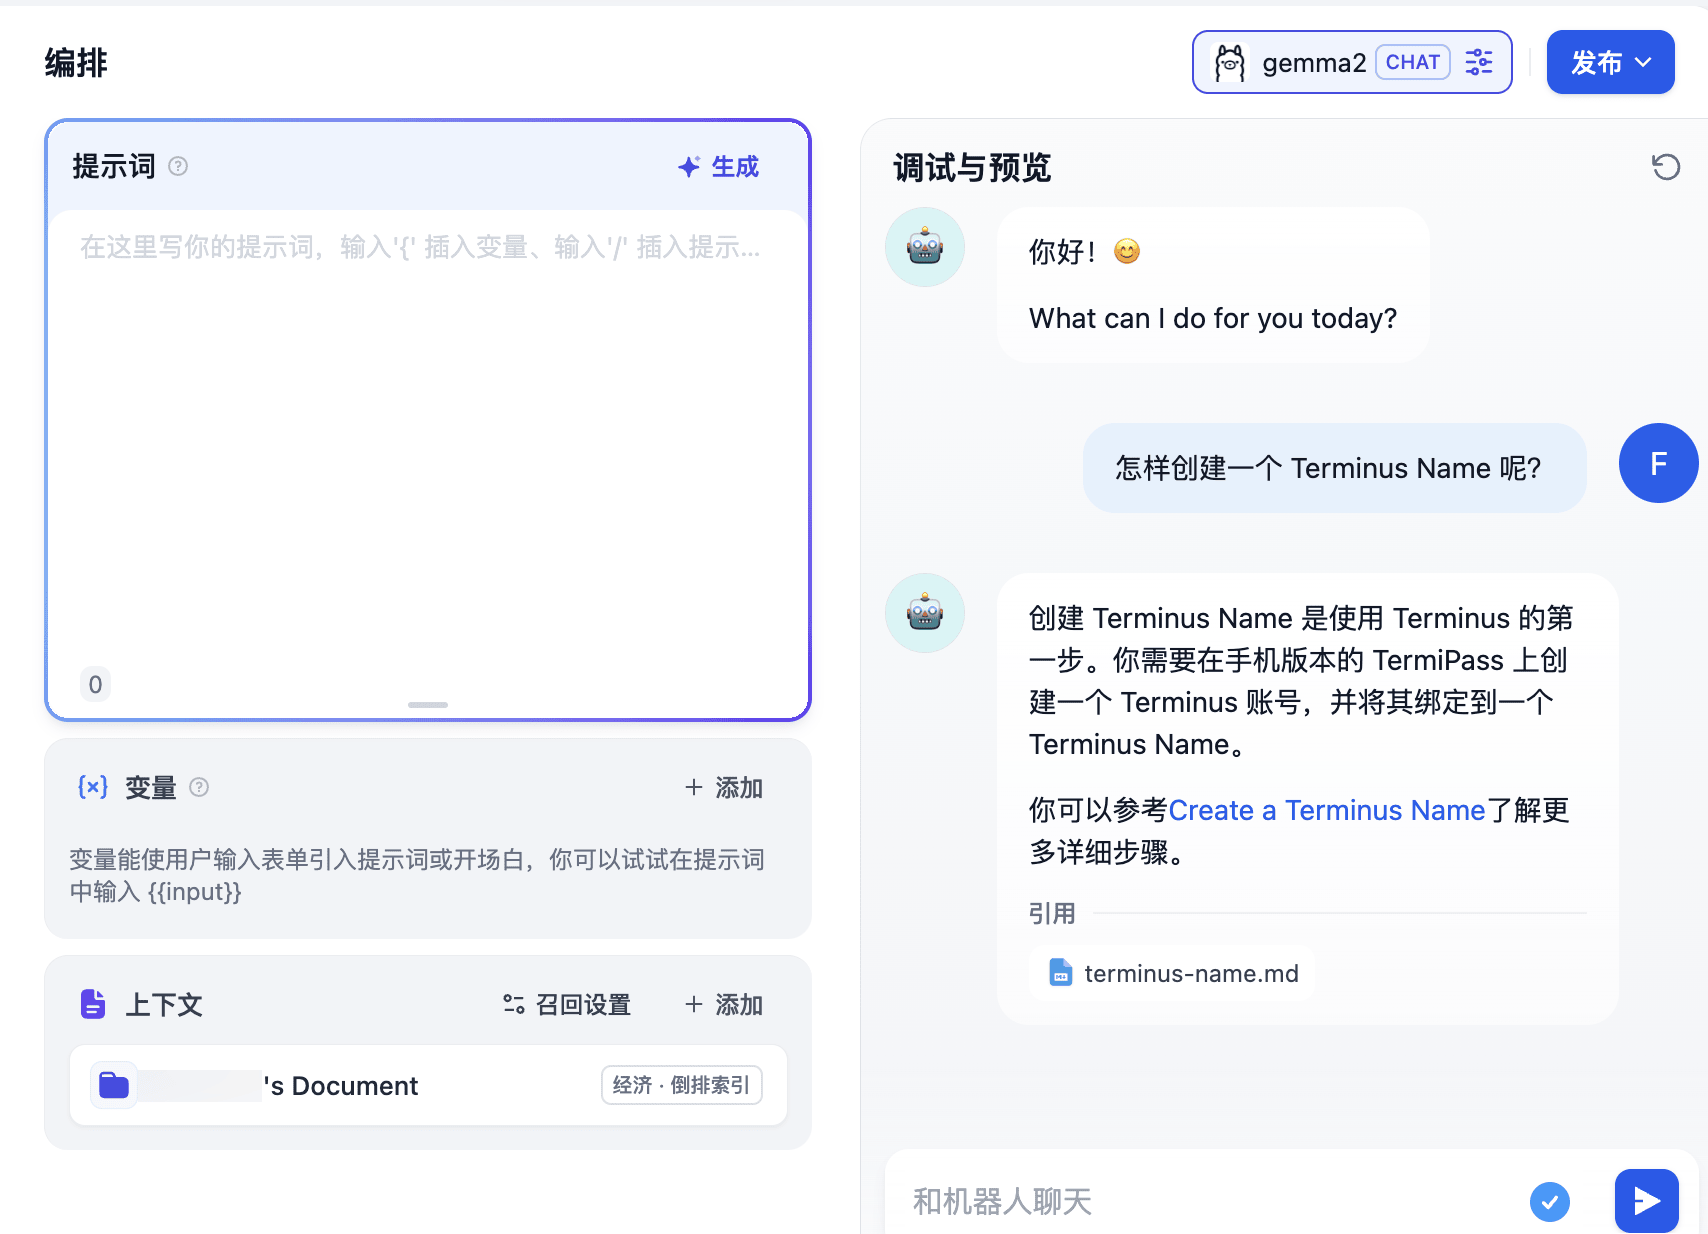 编排
gemma2 CHAT
发布
提示词
生成
在这里写你的提示词，输入'{' 插入变量、输入'/' 插入提示...
0
变量
+ 添加
变量能使用户输入表单引入提示词或开场白，你可以试试在提示词
中输入 {{input}}
上下文
召回设置
+ 添加
's Document
经济 · 倒排索引
调试与预览
你好！😊
What can I do for you today?
怎样创建一个 Terminus Name 呢?
F
创建 Terminus Name 是使用 Terminus 的第
一步。你需要在手机版本的 TermiPass 上创
建一个 Terminus 账号，并将其绑定到一个
Terminus Name。
你可以参考Create a Terminus Name了解更
多详细步骤。
引用
terminus-name.md
和机器人聊天